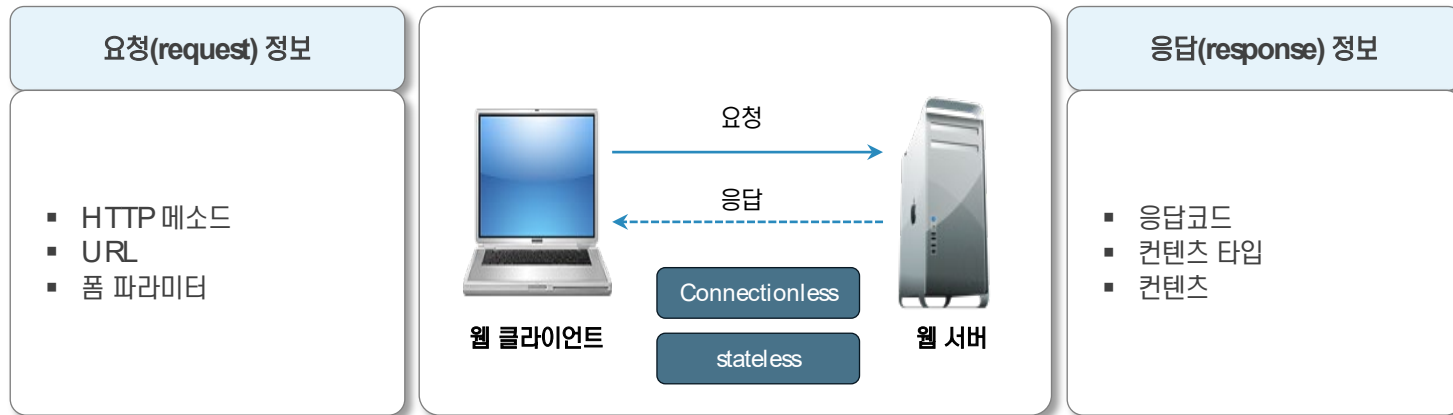 요청(request) 정보
HTTP 메소드
URL
폼 파라미터
요청
응답
Connectionless
stateless
웹 클라이언트
웹 서버
응답(response) 정보
응답코드
컨텐츠 타입
컨텐츠